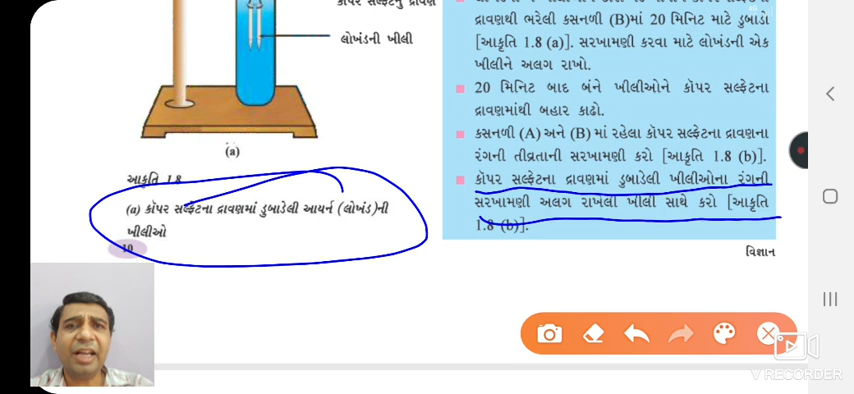 કૉપર સલ્ફેટનું દ્રાવણ
લોખંડની ખીલી
(a)
આકૃતિ 1.8
(a) કૉપર સલ્ફેટના દ્રાવણમાં ડુબાડેલી આયર્ન (લોખંડ)ની
ખીલીઓ
10
દ્રાવણથી ભરેલી કસનળી (B)માં 20 મિનિટ માટે ડુબાડો
[આકૃતિ 1.8 (a)]. સરખામણી કરવા માટે લોખંડની એક
ખીલીને અલગ રાખો.
20 મિનિટ બાદ બંને ખીલીઓને કૉપર સલ્ફેટના
દ્રાવણમાંથી બહાર કાઢો.
કસનળી (A) અને (B) માં રહેલા કૉપર સલ્ફેટના દ્રાવણના
રંગની તીવ્રતાની સરખામણી કરો [આકૃતિ 1.8 (b)].
કૉપર સલ્ફેટના દ્રાવણમાં ડુબાડેલી ખીલીઓના રંગની
સરખામણી અલગ રાખેલી ખીલી સાથે કરો [આકૃતિ
1.8 (b)].
વિજ્ઞાન
V RECORDER